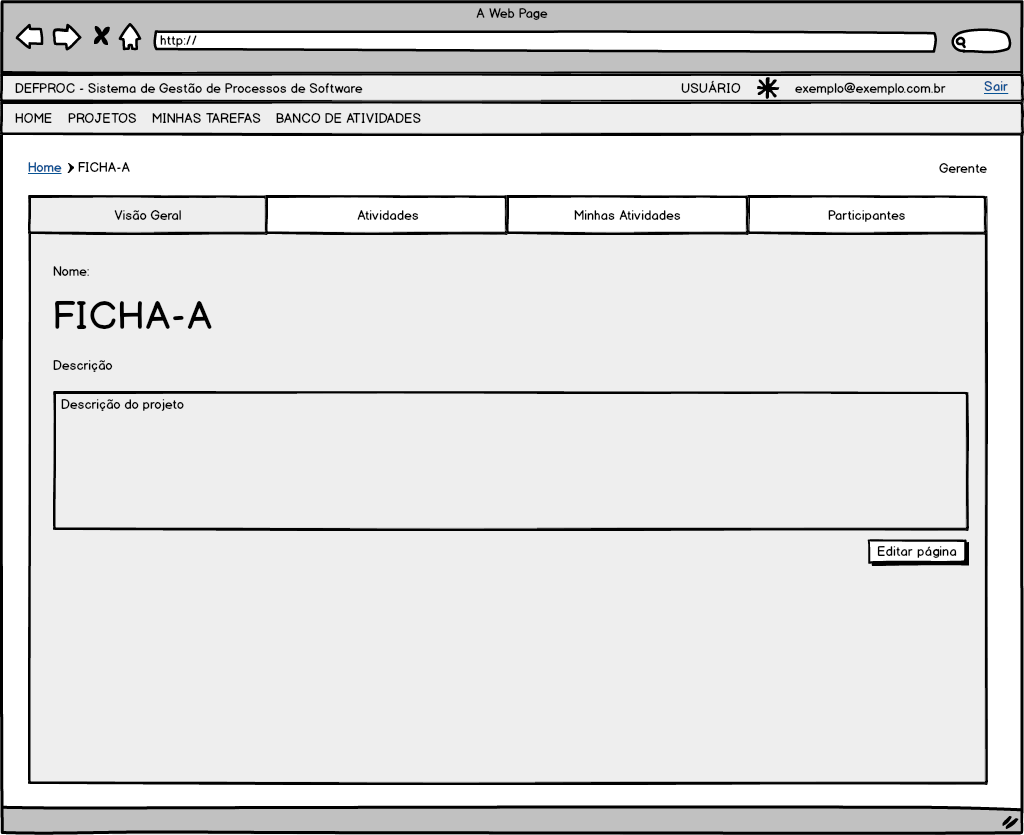 A Web Page
http://
DEFPROC - Sistema de Gestão de Processos de Software USUÁRIO exemplo@exemplo.com.br Sair
HOME PROJETOS MINHAS TAREFAS BANCO DE ATIVIDADES
Home FICHA-A Gerente
Visão Geral Atividades Minhas Atividades Participantes
Nome:
FICHA-A
Descrição
Descrição do projeto
Editar página